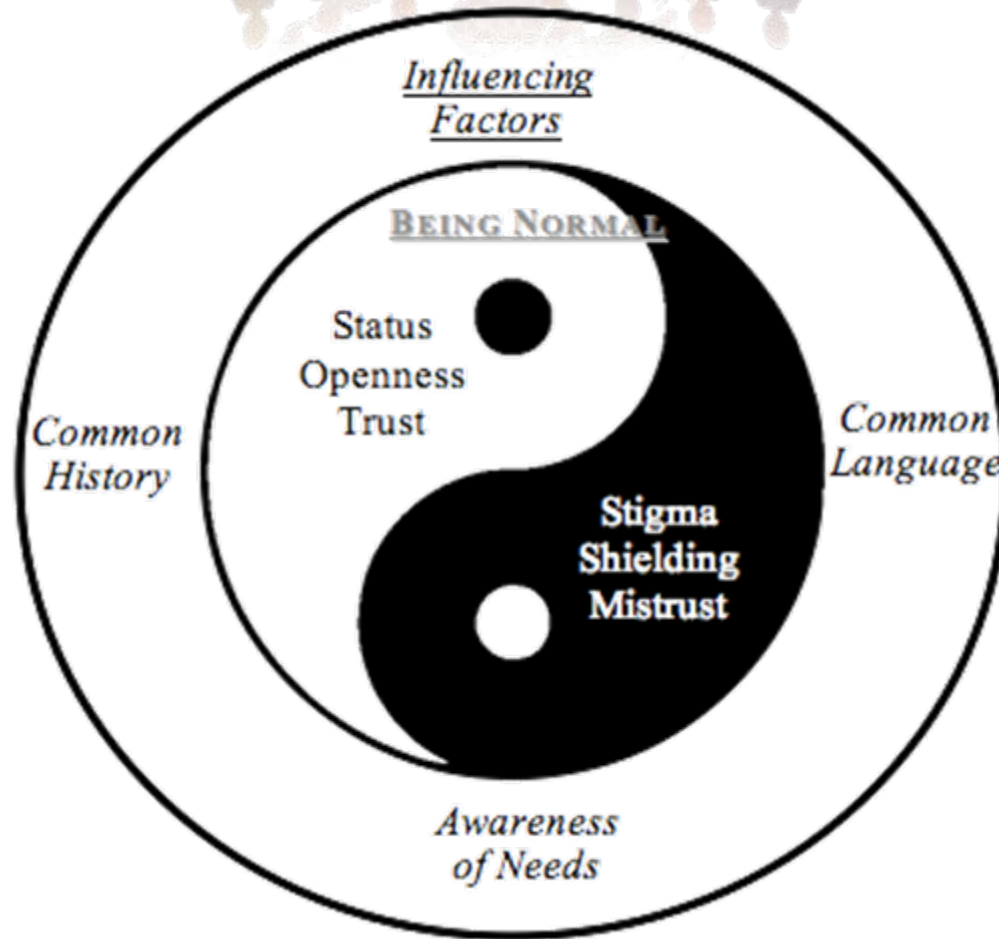 Influencing
Factors
BEING NORMAL
Status
Openness
Trust
Common
History
Common
Language
Stigma
Shielding
Mistrust
Awareness
of Needs